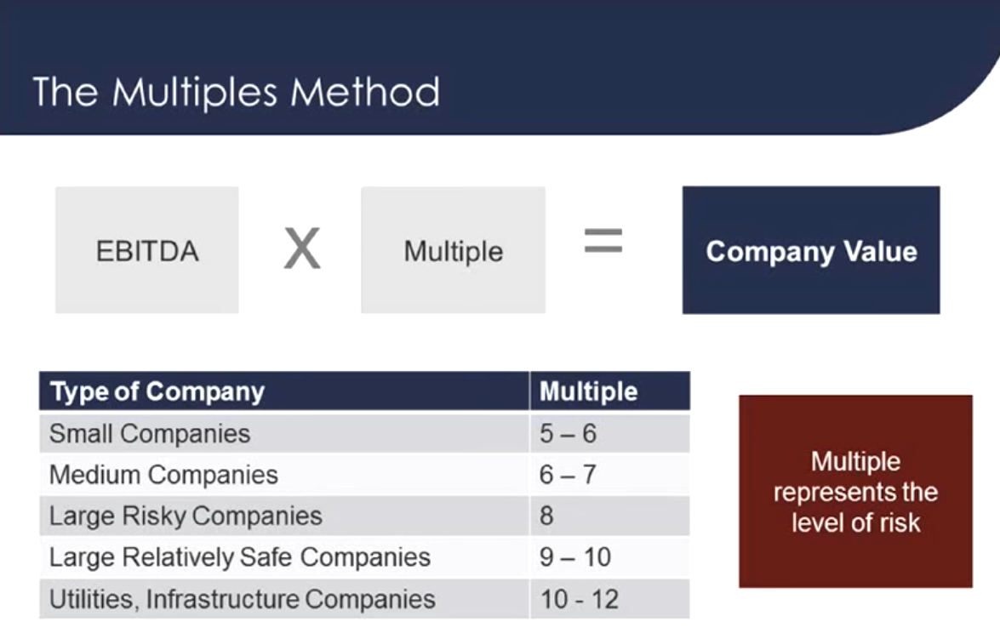 The Multiples Method
EBITDA X Multiple = Company Value
Type of Company Multiple
Small Companies 5 – 6
Medium Companies 6 – 7
Large Risky Companies 8
Large Relatively Safe Companies 9 – 10
Utilities, Infrastructure Companies 10 - 12
Multiple
represents the
level of risk